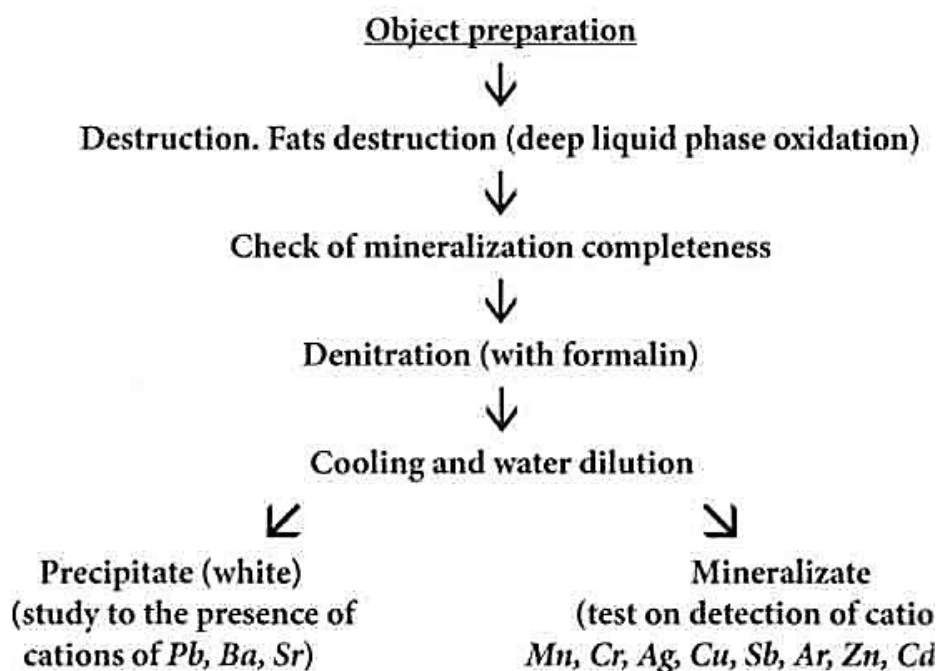 Object preparation
Destruction. Fats destruction (deep liquid phase oxidation)
Check of mineralization completeness
Denitration (with formalin)
Cooling and water dilution
Precipitate (white)
(study to the presence of
cations of Pb, Ba, Sr)
Mineralizate
(test on detection of catio
Mn, Cr, Ag, Cu, Sb, Ar, Zn, Cd